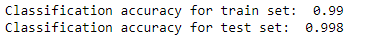 Classification accuracy for train set:  0.99
Classification accuracy for test set:  0.998